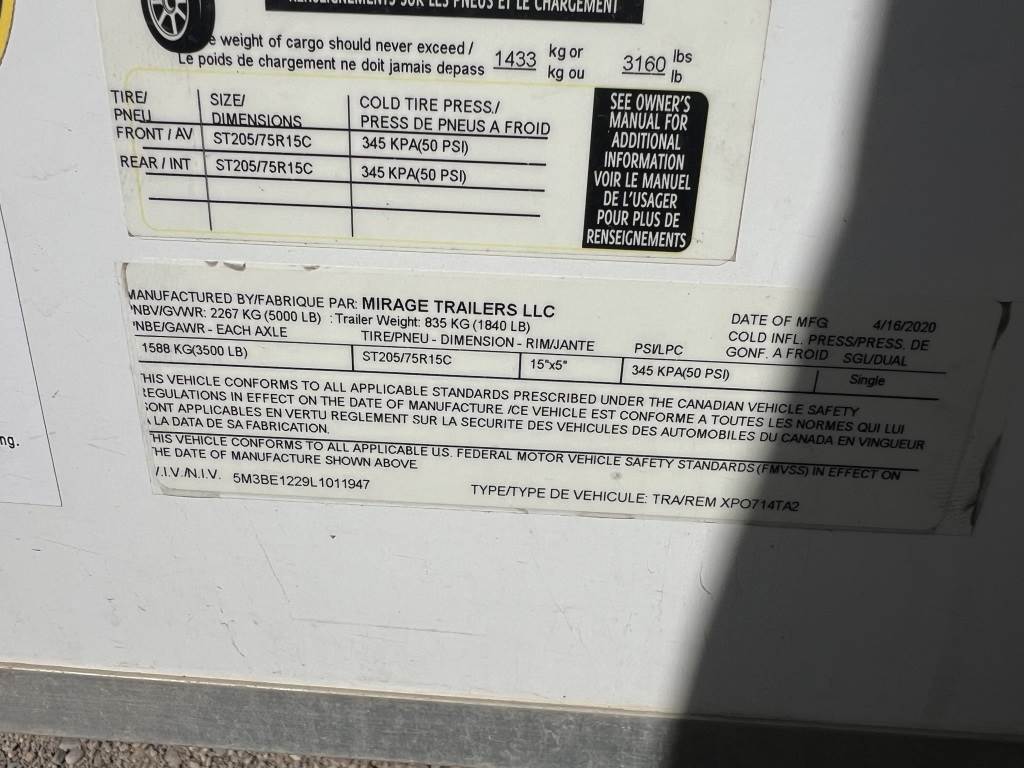 RENSEIGNEMENTS SUR LES PNEUS ET LE CHARGEMENT
e weight of cargo should never exceed / 1433 kg or 3160 lbs
Le poids de chargement ne doit jamais depass kg ou lb
TIRE/ SIZE/ COLD TIRE PRESS./
PNEU DIMENSIONS PRESS DE PNEUS A FROID
FRONT / AV ST205/75R15C 345 KPA(50 PSI)
REAR / INT ST205/75R15C 345 KPA(50 PSI)
SEE OWNER'S
MANUAL FOR
ADDITIONAL
INFORMATION
VOIR LE MANUEL
DE L'USAGER
POUR PLUS DE
RENSEIGNEMENTS
MANUFACTURED BY/FABRIQUE PAR: MIRAGE TRAILERS LLC DATE OF MFG 4/16/2020
NBV/GVWR: 2267 KG (5000 LB) : Trailer Weight: 835 KG (1840 LB) COLD INFL. PRESS/PRESS. DE
NBE/GAWR - EACH AXLE TIRE/PNEU - DIMENSION - RIM/JANTE PSI/LPC GONF. A FROID SGL/DUAL
1588 KG(3500 LB) ST205/75R15C 15"x5" 345 KPA(50 PSI) Single
THIS VEHICLE CONFORMS TO ALL APPLICABLE STANDARDS PRESCRIBED UNDER THE CANADIAN VEHICLE SAFETY
REGULATIONS IN EFFECT ON THE DATE OF MANUFACTURE /CE VEHICLE EST CONFORME A TOUTES LES NORMES QUI LUI
SONT APPLICABLES EN VERTU REGLEMENT SUR LA SECURITE DES VEHICULES DES AUTOMOBILES DU CANADA EN VINGUEUR
A LA DATA DE SA FABRICATION.
THIS VEHICLE CONFORMS TO ALL APPLICABLE US. FEDERAL MOTOR VEHICLE SAFETY STANDARDS (FMVSS) IN EFFECT ON
THE DATE OF MANUFACTURE SHOWN ABOVE
V.I.V./N.I.V. 5M3BE1229L1011947 TYPE/TYPE DE VEHICULE: TRA/REM XPO714TA2
ng.